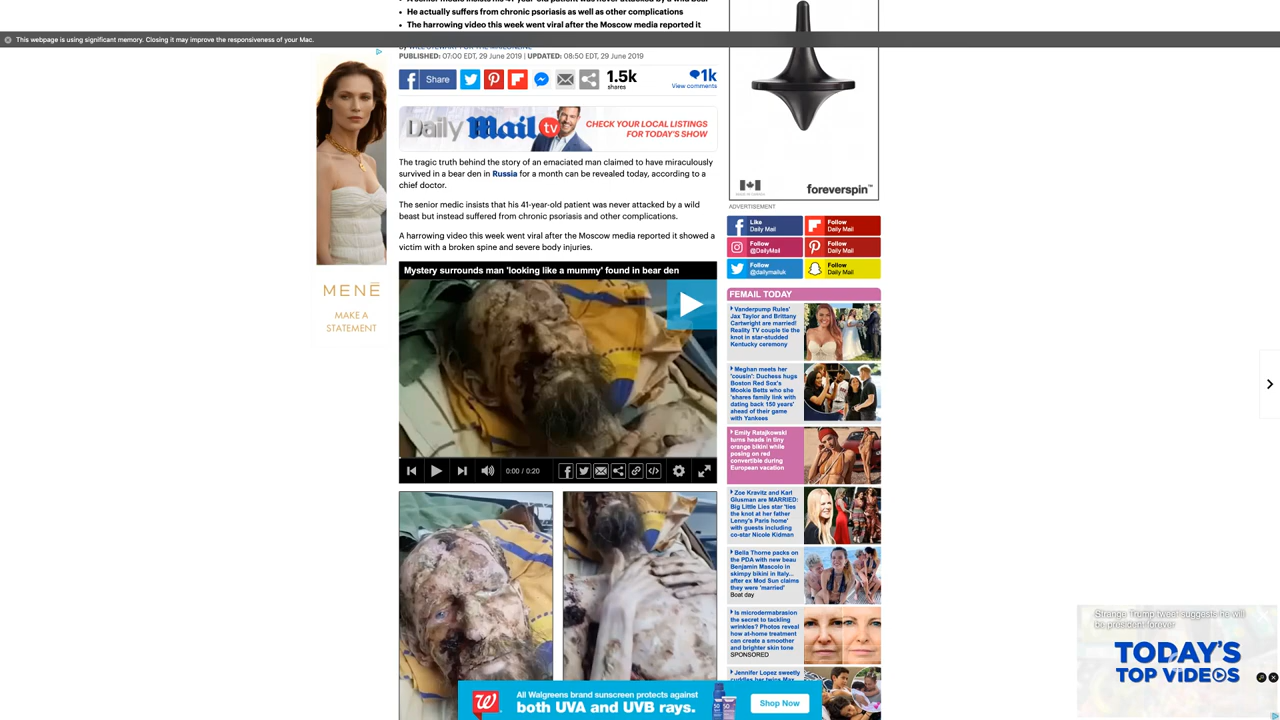 He actually suffers from chronic psoriasis as well as other complications
The harrowing video this week went viral after the Moscow media reported it
This webpage is using significant memory. Closing it may improve the responsiveness of your Mac.
PUBLISHED: 07:00 EDT, 29 June 2019 | UPDATED: 08:50 EDT, 29 June 2019
Share
1.5k
shares
1k
View comments
Daily Mail tv
CHECK YOUR LOCAL LISTINGS
FOR TODAY'S SHOW
The tragic truth behind the story of an emaciated man claimed to have miraculously
survived in a bear den in Russia for a month can be revealed today, according to a
chief doctor.
The senior medic insists that his 41-year-old patient was never attacked by a wild
beast but instead suffered from chronic psoriasis and other complications.
A harrowing video this week went viral after the Moscow media reported it showed a
victim with a broken spine and severe body injuries.
Mystery surrounds man 'looking like a mummy' found in bear den
0:00 / 0:20
MENĒ
MAKE A
STATEMENT
foreverspin™
ADVERTISEMENT
Like
Daily Mail
Follow
Daily Mail
Follow
@DailyMail
Follow
Daily Mail
Follow
@dailymailuk
Follow
Daily Mail
FEMAIL TODAY
Vanderpump Rules'
Jax Taylor and Brittany
Cartwright are married!
Reality TV couple tie the
knot in star-studded
Kentucky ceremony
Meghan meets her
'cousin': Duchess hugs
Boston Red Sox's
Mookie Betts who she
'shares family link with
dating back 150 years'
ahead of their game
with Yankees
Emily Ratajkowski
turns heads in tiny
orange bikini while
posing on red
convertible during
European vacation
Zoe Kravitz and Karl
Glusman are MARRIED:
Big Little Lies star 'ties
the knot at her father
Lenny's Paris home'
with guests including
co-star Nicole Kidman
Bella Thorne packs on
the PDA with new beau
Benjamin Mascolo in
skimpy bikini in Italy...
after ex Mod Sun claims
they were 'married'
Boat day
Is microdermabrasion
the secret to tackling
wrinkles? Photos reveal
how at-home treatment
can create a smoother
and brighter skin tone
SPONSORED
Jennifer Lopez sweetly
Strange Trump tweet suggests he will
be president forever
TODAY'S
TOP VIDEOS
All Walgreens brand sunscreen protects against
both UVA and UVB rays.
Shop Now